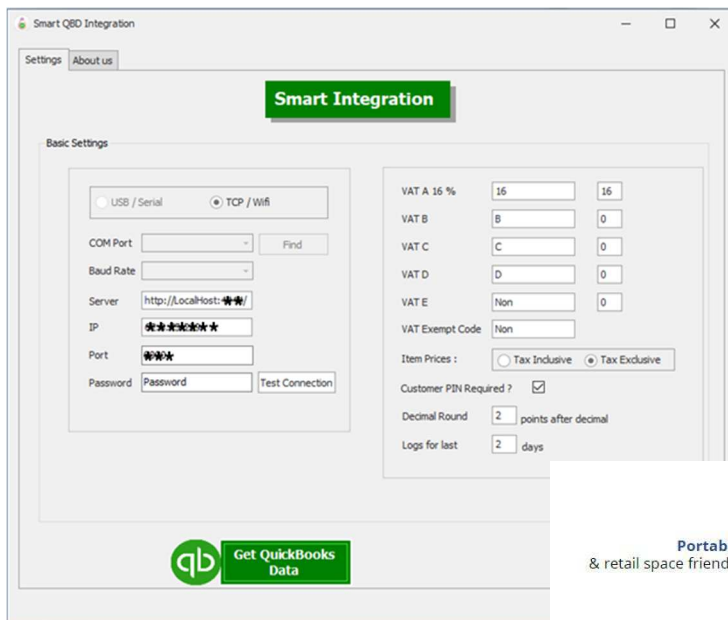 Smart QBD Integration
Settings
About us
Smart Integration
Basic Settings
USB / Serial
TCP / Wifi
COM Port
Find
Baud Rate
Server
http://LocalHost:**/
IP
*******
Port
***
Password
Password
Test Connection
VAT A 16 %
16
16
VAT B
B
0
VAT C
C
0
VAT D
D
0
VAT E
Non
0
VAT Exempt Code
Non
Item Prices :
Tax Inclusive
Tax Exclusive
Customer PIN Required ?
Decimal Round
2
points after decimal
Logs for last
2
days
qb
Get QuickBooks
Data
Portab
& retail space friend